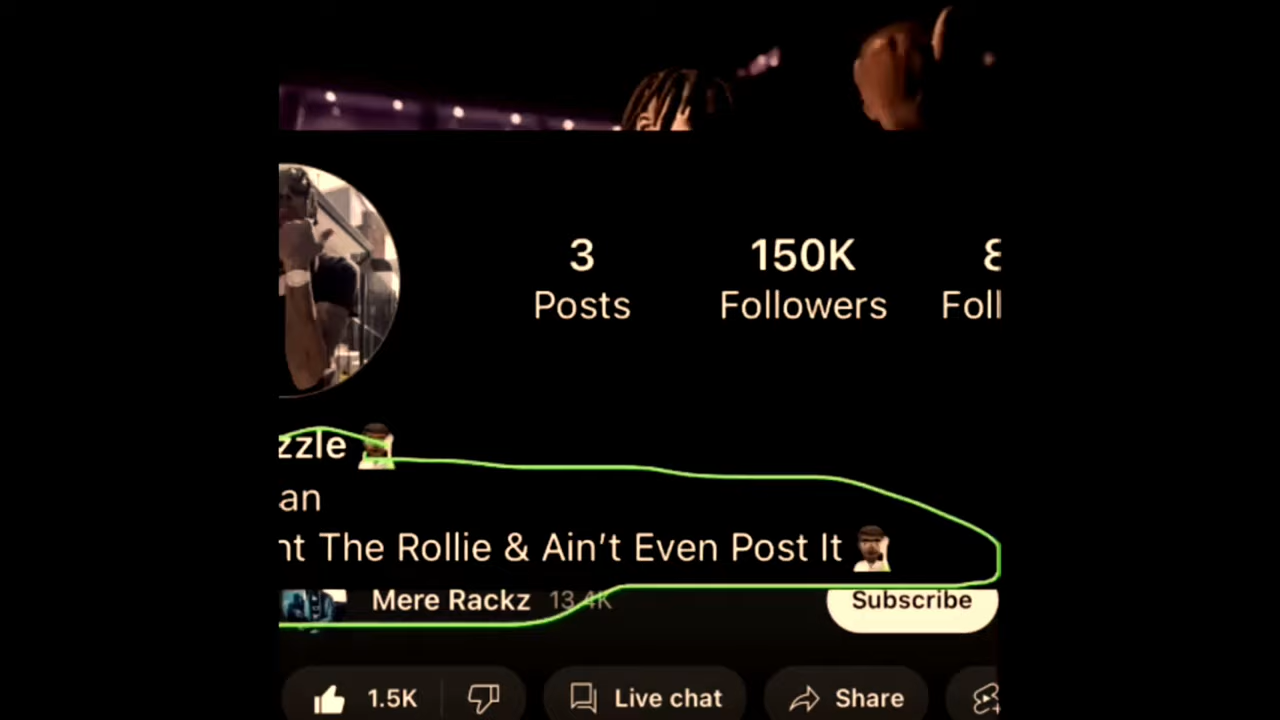 3 150K 8
Posts Followers Foll
zzle
an
nt The Rollie & Ain't Even Post It
Mere Rackz 13.4K Subscribe
1.5K Live chat Share